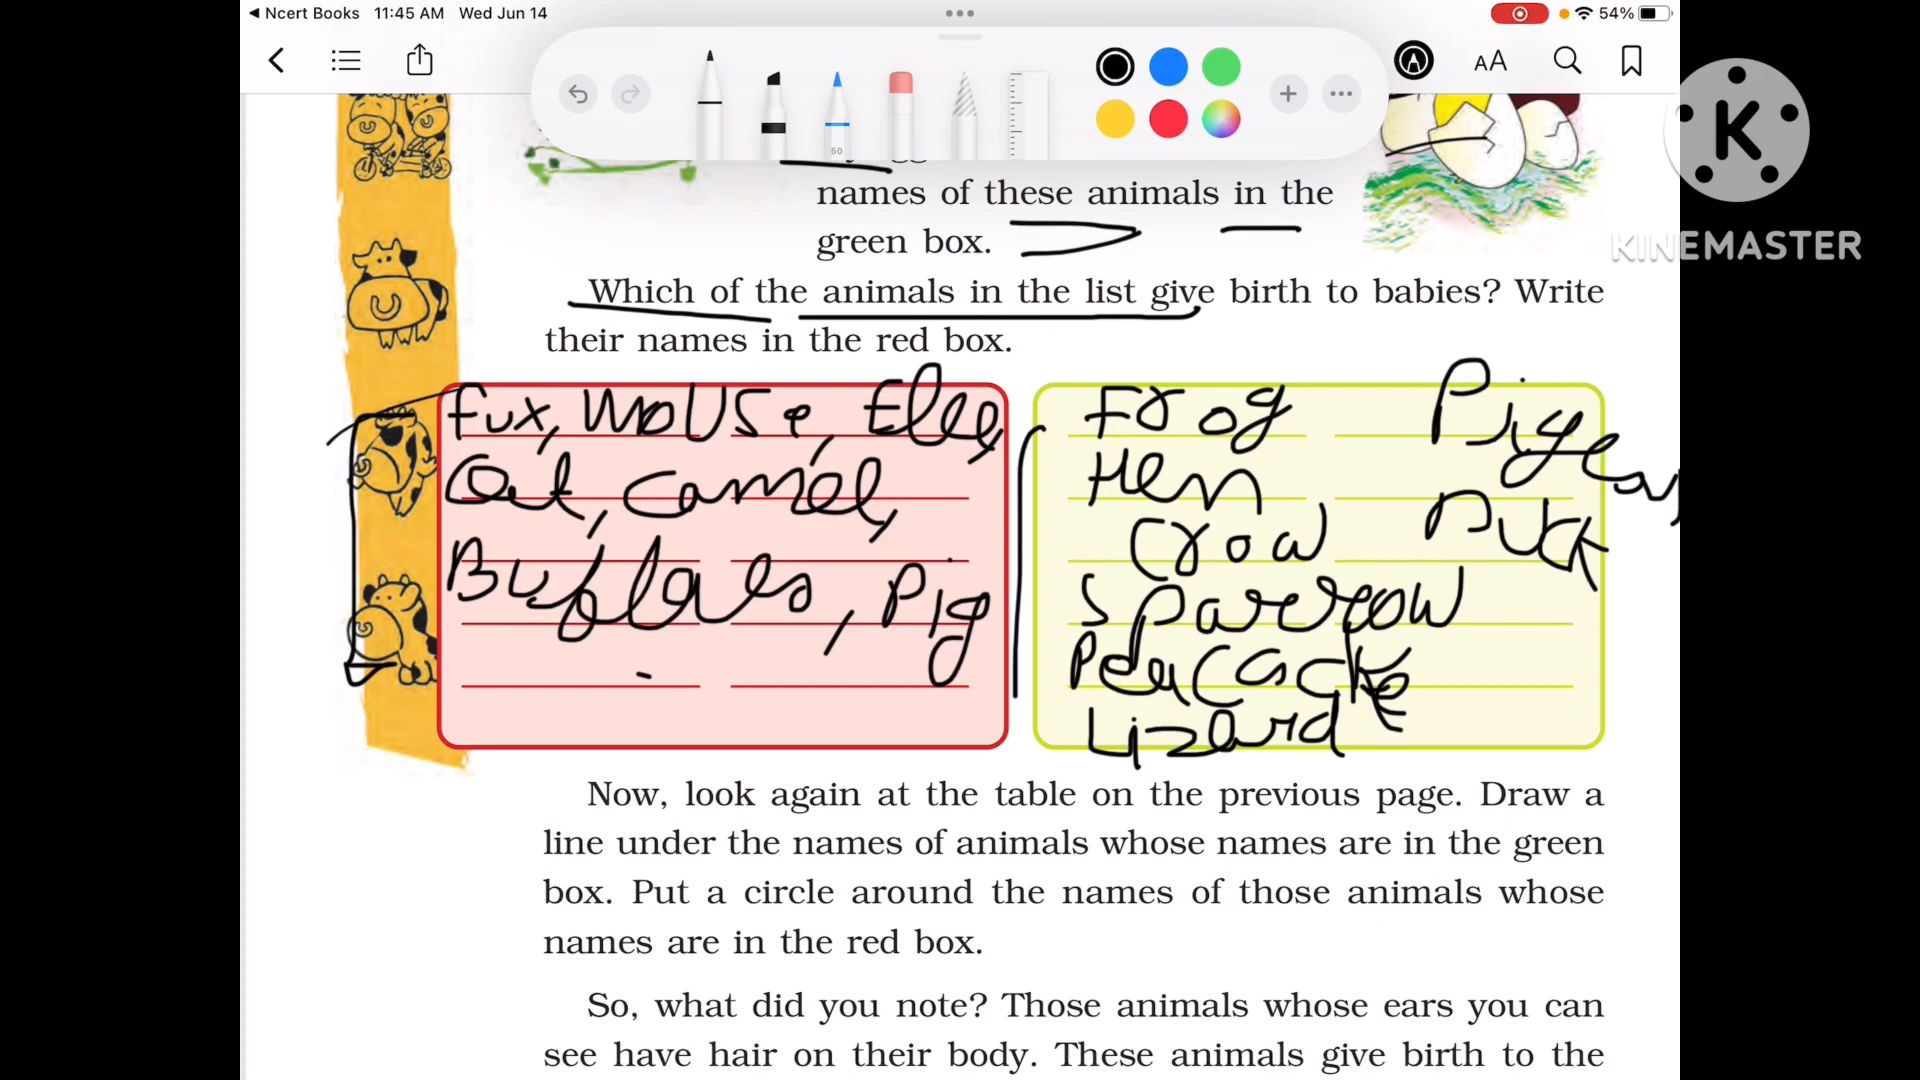 Ncert Books 11:45 AM Wed Jun 14 54%
50
AA
K
KINEMASTER
names of these animals in the
green box.
Which of the animals in the list give birth to babies? Write
their names in the red box.
Fux, Mouse, Elee,
Cat, Camel,
Buffaloes, Pig
Frog
Hen
Crow
Sparrow
Lizard
Duck
Now, look again at the table on the previous page. Draw a
line under the names of animals whose names are in the green
box. Put a circle around the names of those animals whose
names are in the red box.
So, what did you note? Those animals whose ears you can
see have hair on their body. These animals give birth to the